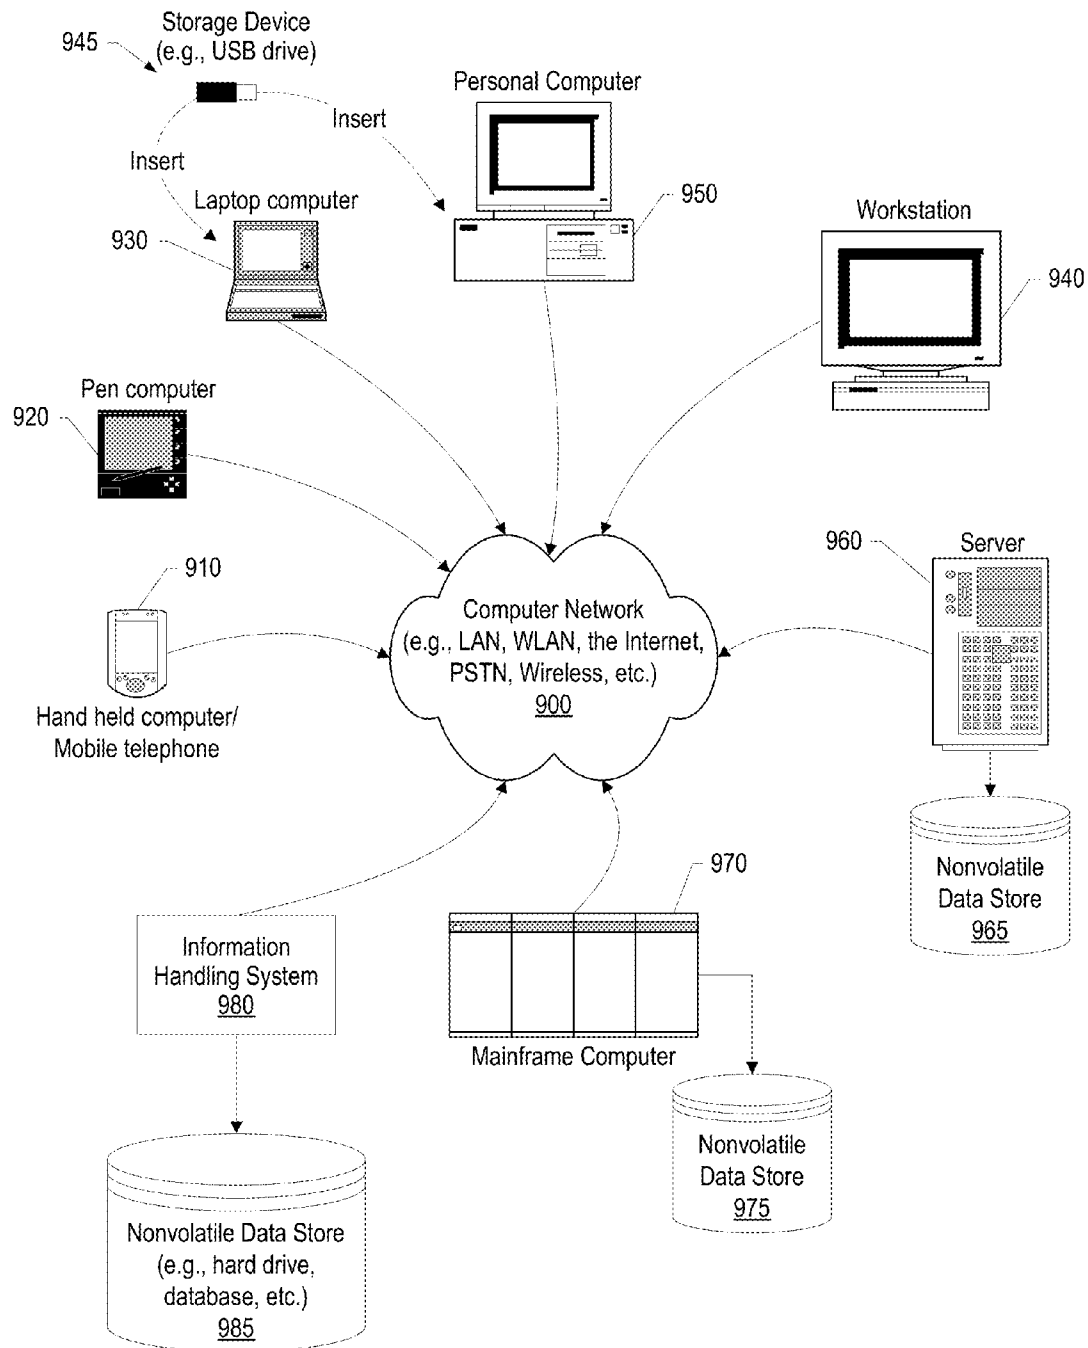 Storage Device
(e.g., USB drive)
945
Personal Computer
Insert
Insert
950
Laptop computer
930
Workstation
940
Pen computer
920
960
Server
910
Computer Network
(e.g., LAN, WLAN, the Internet,
PSTN, Wireless, etc.)
900
Hand held computer/
Mobile telephone
970
Nonvolatile
Data Store
965
Information
Handling System
980
Mainframe Computer
Nonvolatile
Data Store
975
Nonvolatile Data Store
(e.g., hard drive,
database, etc.)
985